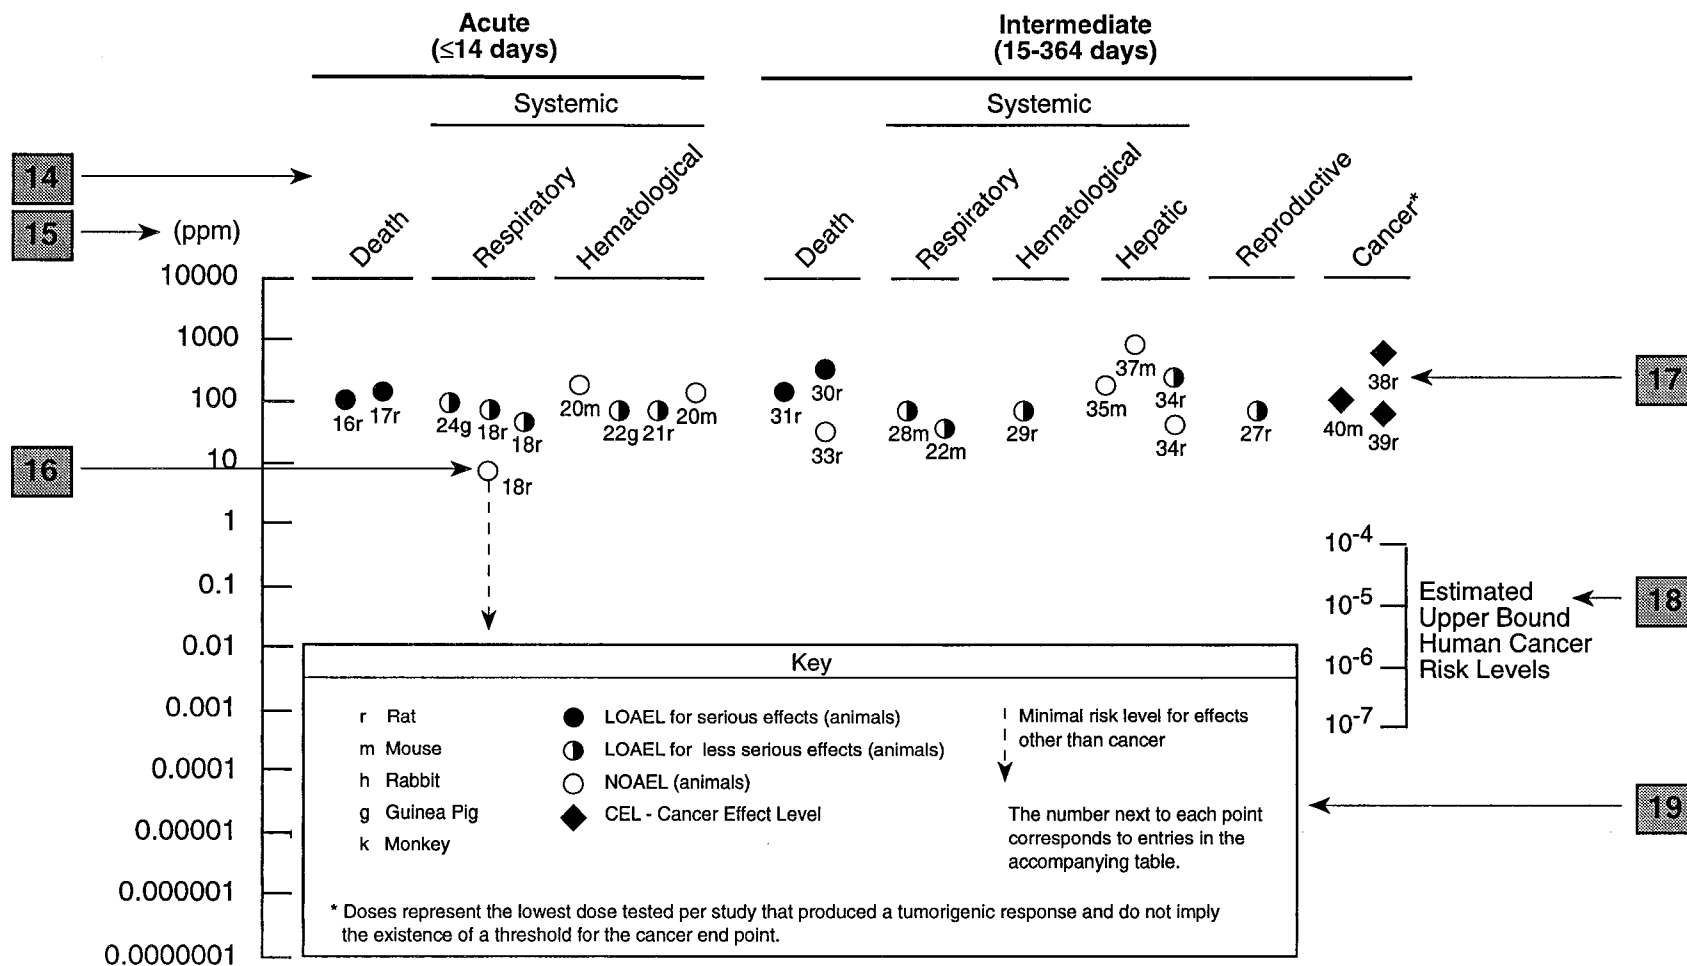 Acute
(≤14 days)
Intermediate
(15-364 days)
Systemic
Systemic
14
15
(ppm)
Death
Respiratory
Hematological
Death
Respiratory
Hematological
Hepatic
Reproductive
Cancer*
10000
1000
100
10
1
0.1
0.01
0.001
0.0001
0.00001
0.000001
0.0000001
16r
17r
24g
18r
18r
18r
20m
22g
21r
20m
31r
30r
33r
28m
22m
29r
35m
37m
34r
34r
27r
40m
38r
39r
16
17
10-4
10-5
10-6
10-7
Estimated
Upper Bound
Human Cancer
Risk Levels
18
19
Key
r Rat
m Mouse
h Rabbit
g Guinea Pig
k Monkey
LOAEL for serious effects (animals)
LOAEL for less serious effects (animals)
NOAEL (animals)
CEL - Cancer Effect Level
Minimal risk level for effects
other than cancer
The number next to each point
corresponds to entries in the
accompanying table.
* Doses represent the lowest dose tested per study that produced a tumorigenic response and do not imply
the existence of a threshold for the cancer end point.